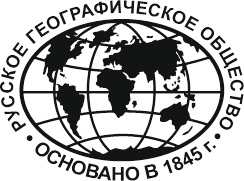 РУССКОЕ ГЕОГРАФИЧЕСКОЕ ОБЩЕСТВО
• ОСНОВАНО В 1845 г. •